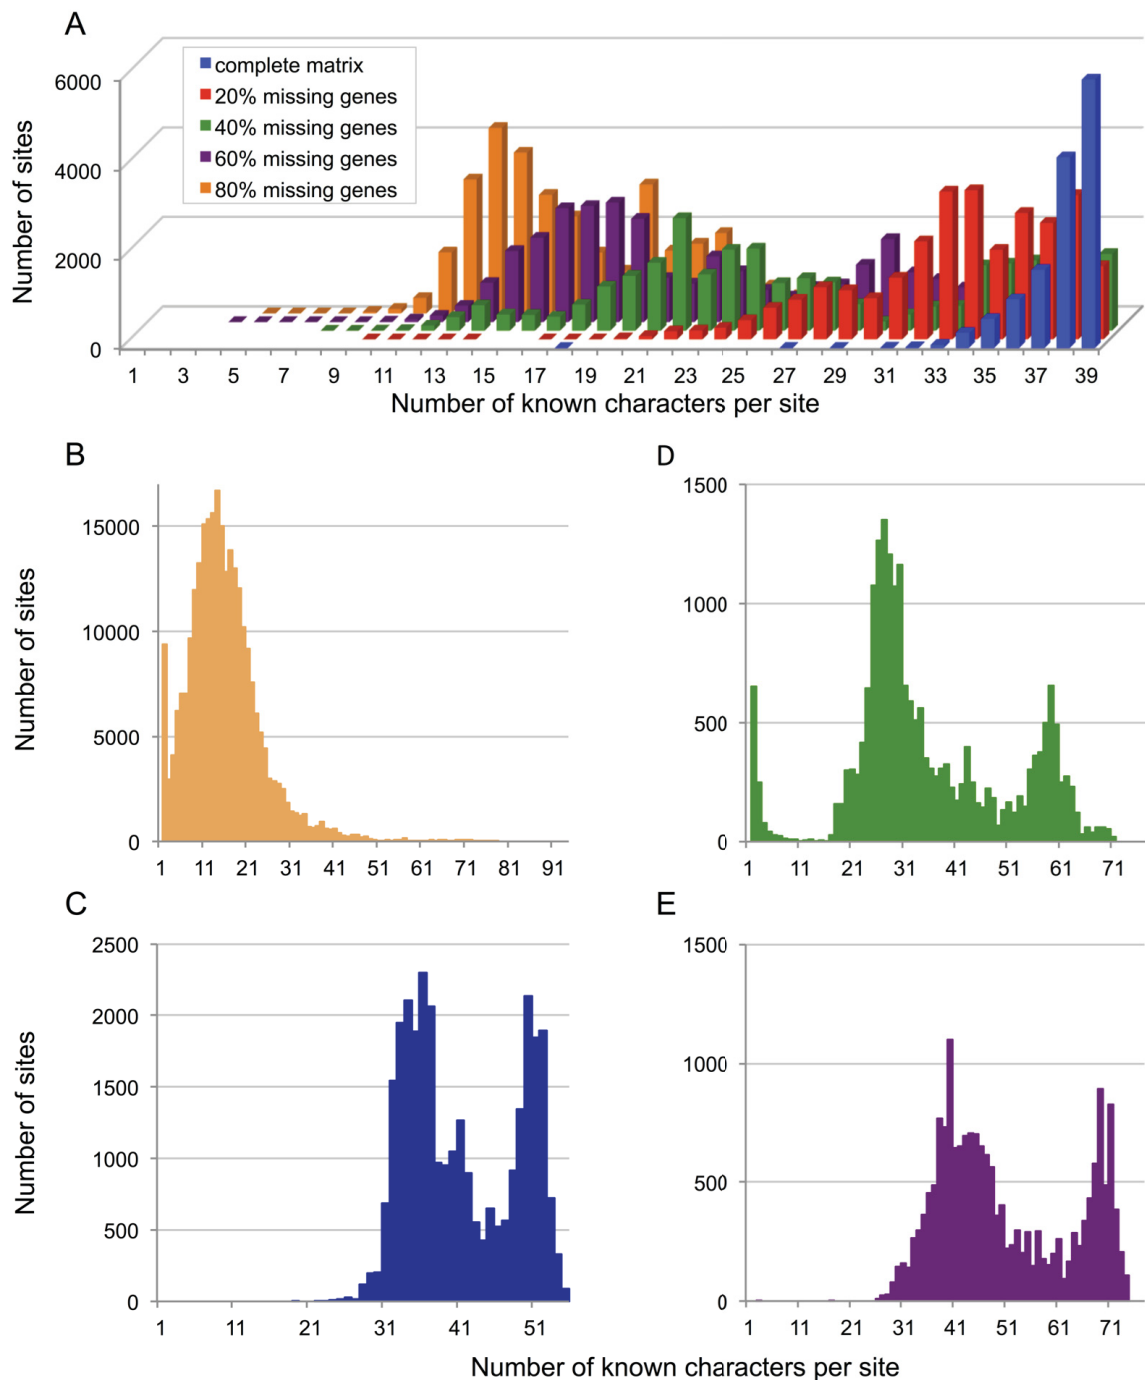 A
complete matrix
20% missing genes
40% missing genes
60% missing genes
80% missing genes
6000
4000
2000
0
Number of sites
1 3 5 7 9 11 13 15 17 19 21 23 25 27 29 31 33 35 37 39
Number of known characters per site
B
15000
10000
5000
0
Number of sites
1 11 21 31 41 51 61 71 81 91
D
1500
1000
500
0
1 11 21 31 41 51 61 71
C
2500
2000
1500
1000
500
0
Number of sites
1 11 21 31 41 51
E
1500
1000
500
0
1 11 21 31 41 51 61 71
Number of known characters per site